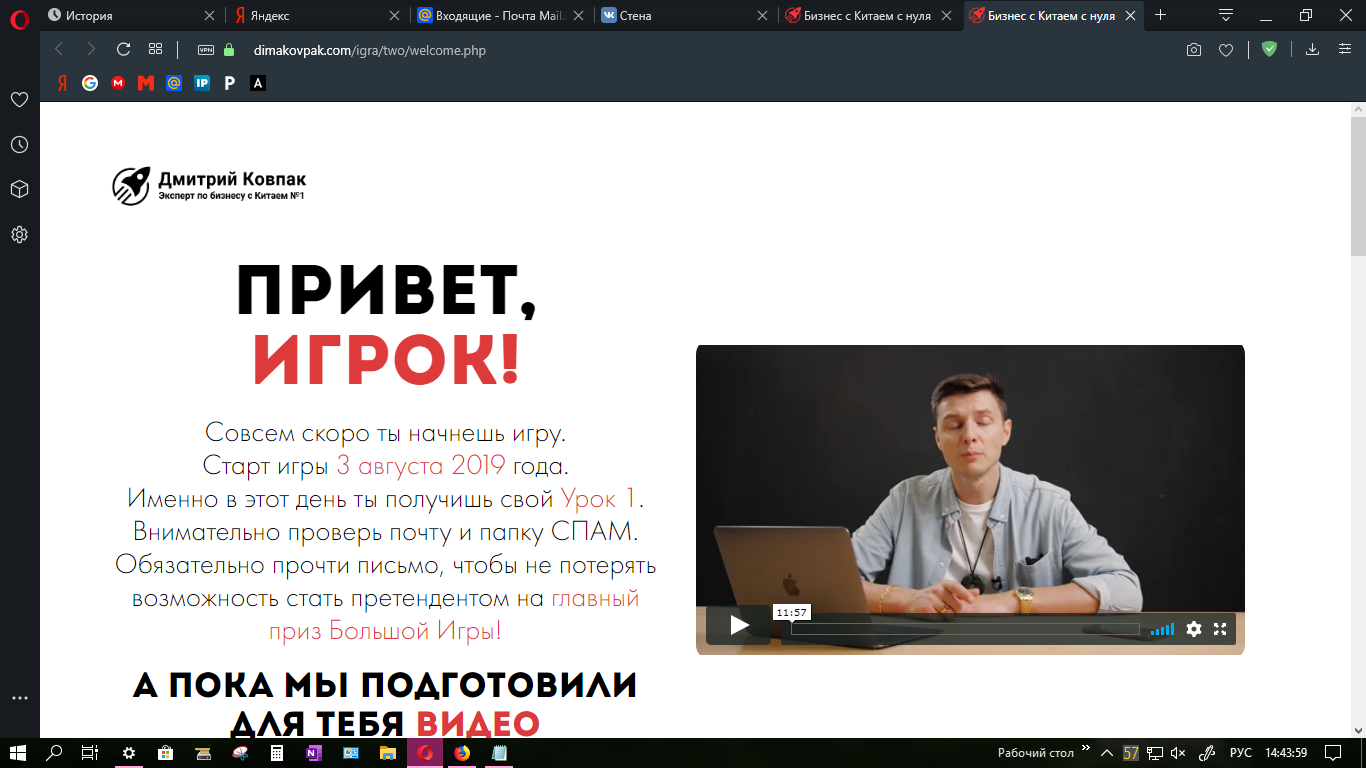 История
Яндекс
Входящие - Почта Mail.
Стена
Бизнес с Китаем с нуля
Бизнес с Китаем с нуля
VPN
dimakovpak.com/igra/two/welcome.php
Я
G
M
M
@
IP
P
A
Дмитрий Ковпак
Эксперт по бизнесу с Китаем №1
ПРИВЕТ,
ИГРОК!
Совсем скоро ты начнешь игру.
Старт игры 3 августа 2019 года.
Именно в этот день ты получишь свой Урок 1.
Внимательно проверь почту и папку СПАМ.
Обязательно прочти письмо, чтобы не потерять
возможность стать претендентом на главный
приз Большой Игры!
А ПОКА МЫ ПОДГОТОВИЛИ
ДЛЯ ТЕБЯ ВИДЕО
11:57
Рабочий стол
57
РУС
14:43:59